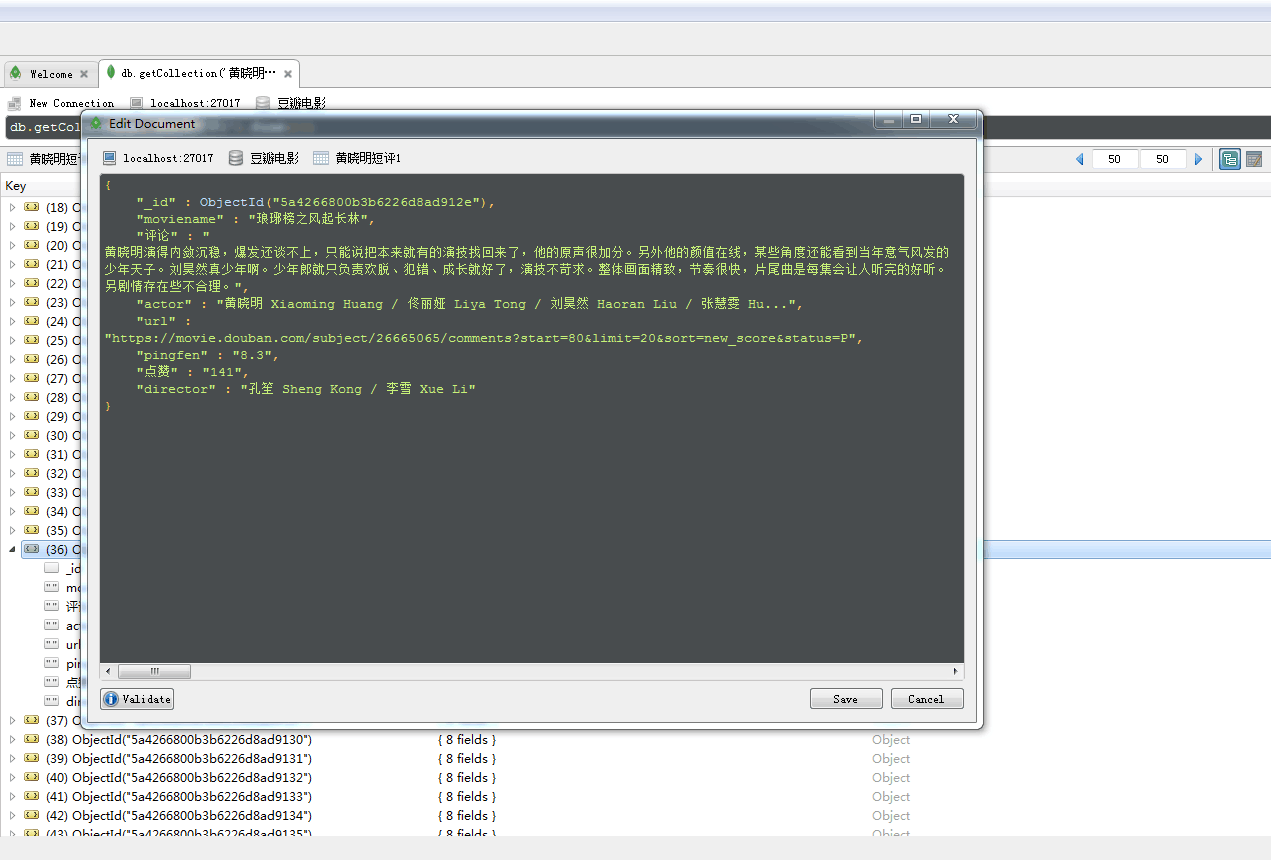 Welcome
db.getCollection('黄晓明…
New Connection localhost:27017 豆瓣电影
db.getCol
Edit Document
黄晓明短评
localhost:27017 豆瓣电影 黄晓明短评1
50 50
Key
{
"_id" : ObjectId("5a4266800b3b6226d8ad912e"),
"moviename" : "琅琊榜之风起长林",
"评论" : "
黄晓明演得内敛沉稳，爆发还谈不上，只能说把本来就有的演技找回来了，他的原声很加分。另外他的颜值在线，某些角度还能看到当年意气风发的
少年天子。刘昊然真少年啊。少年郎就只负责欢脱、犯错、成长就好了，演技不苛求。整体画面精致，节奏很快，片尾曲是每集会让人听完的好听。
另剧情存在些不合理。",
"actor" : "黄晓明 Xiaoming Huang / 佟丽娅 Liya Tong / 刘昊然 Haoran Liu / 张慧雯 Hu...",
"url" :
"https://movie.douban.com/subject/26665065/comments?start=80&limit=20&sort=new_score&status=P",
"pingfen" : "8.3",
"点赞" : "141",
"director" : "孔笙 Sheng Kong / 李雪 Xue Li"
}
(18) O
(19) O
(20) O
(21) O
(22) O
(23) O
(24) O
(25) O
(26) O
(27) O
(28) O
(29) O
(30) O
(31) O
(32) O
(33) O
(34) O
(35) O
(36) O
_id
mo
评论
act
url
pin
点赞
dir
(37) O
Validate Save Cancel
(38) ObjectId("5a4266800b3b6226d8ad9130") { 8 fields } Object
(39) ObjectId("5a4266800b3b6226d8ad9131") { 8 fields } Object
(40) ObjectId("5a4266800b3b6226d8ad9132") { 8 fields } Object
(41) ObjectId("5a4266800b3b6226d8ad9133") { 8 fields } Object
(42) ObjectId("5a4266800b3b6226d8ad9134") { 8 fields } Object
(43) ObjectId("5a4266800b3b6226d8ad9135") { 8 fields } Object